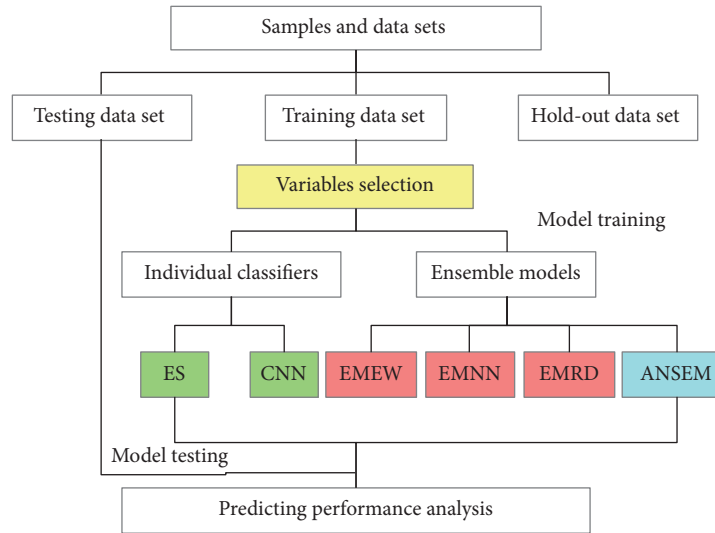 Samples and data sets
Testing data set
Training data set
Hold-out data set
Variables selection
Model training
Individual classifiers
Ensemble models
ES
CNN
EMEW
EMNN
EMRD
ANSEM
Model testing
Predicting performance analysis